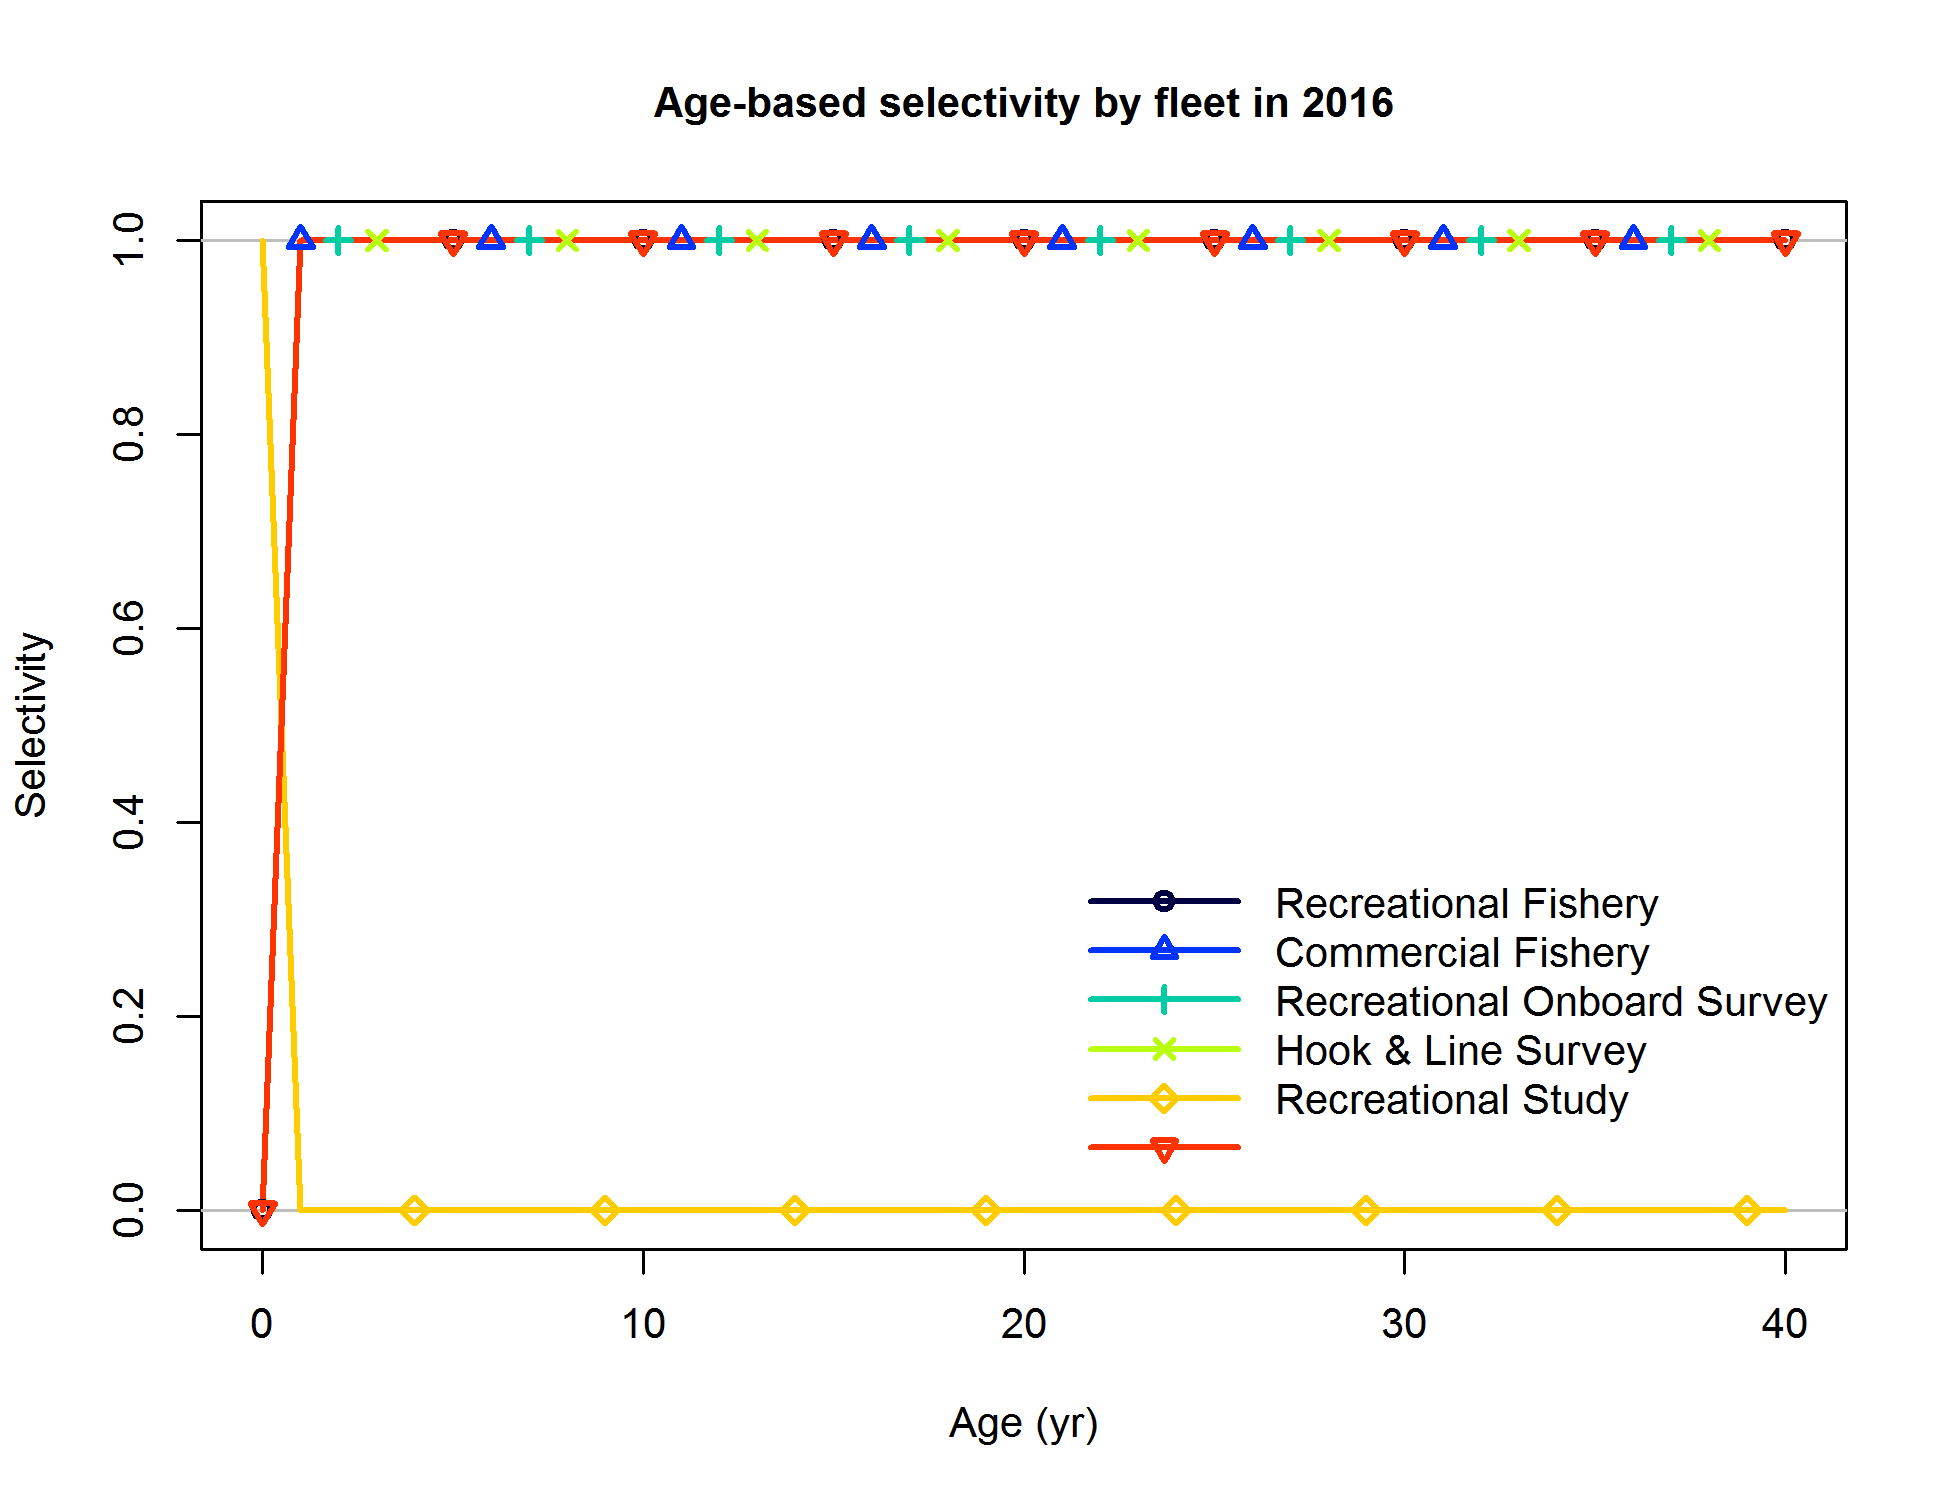 Age-based selectivity by fleet in 2016
Selectivity
1.0
0.8
0.6
0.4
0.2
0.0
Recreational Fishery
Commercial Fishery
Recreational Onboard Survey
Hook & Line Survey
Recreational Study
0 10 20 30 40
Age (yr)